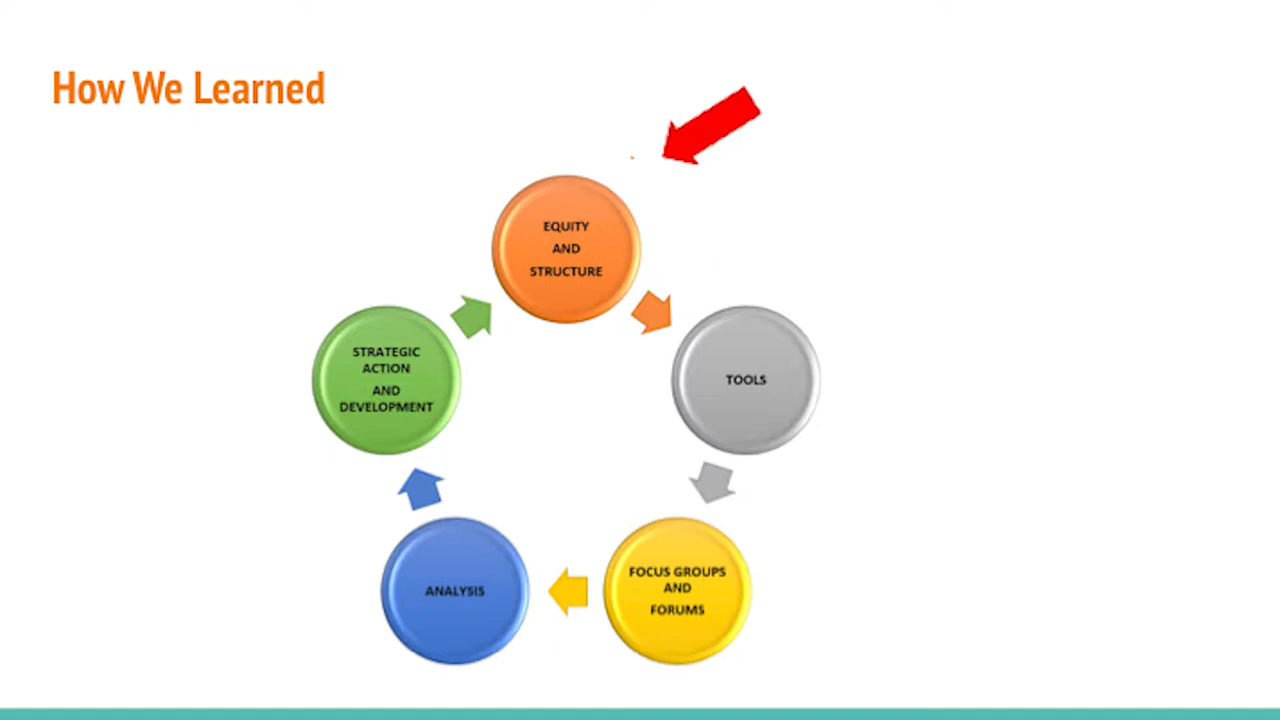 How We Learned
EQUITY
AND
STRUCTURE
TOOLS
FOCUS GROUPS
AND
FORUMS
ANALYSIS
STRATEGIC
ACTION
AND
DEVELOPMENT